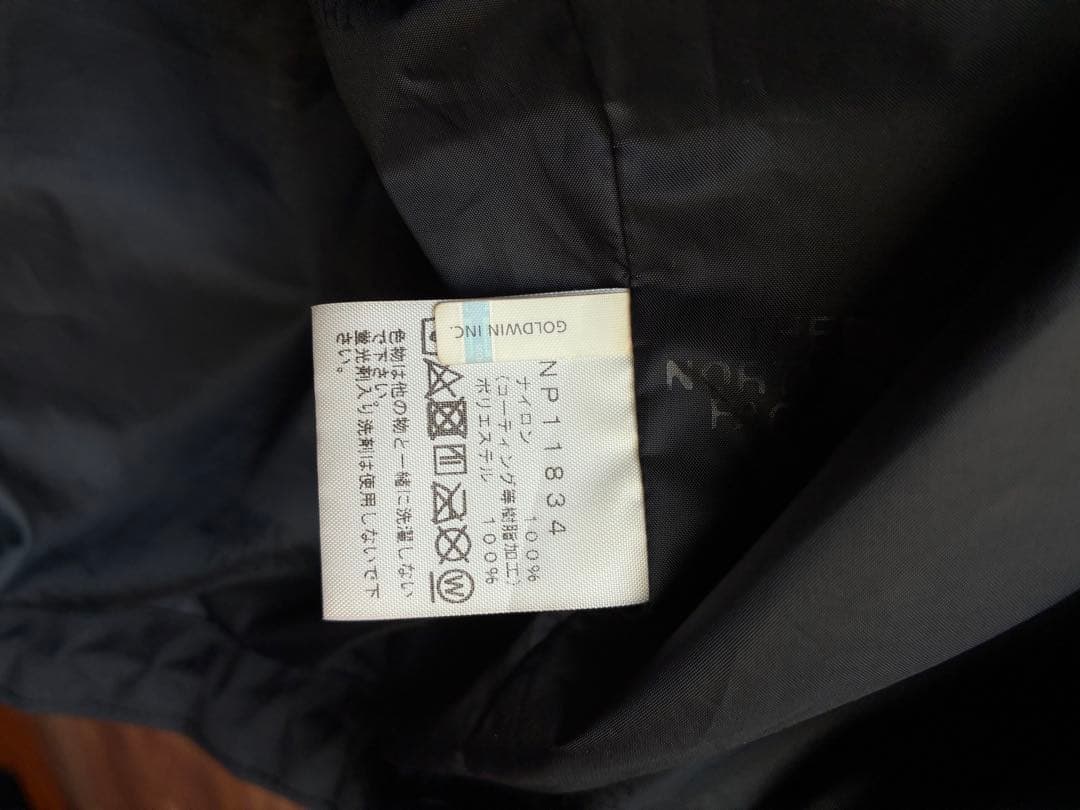 GOLDWIN INC.
NP11834
ナイロン 100%
(コーティング等樹脂加工)
ポリエステル 100%
W
色物は他の物と一緒に洗濯しない
で下さい。
蛍光剤入り洗剤は使用しないで下
さい。